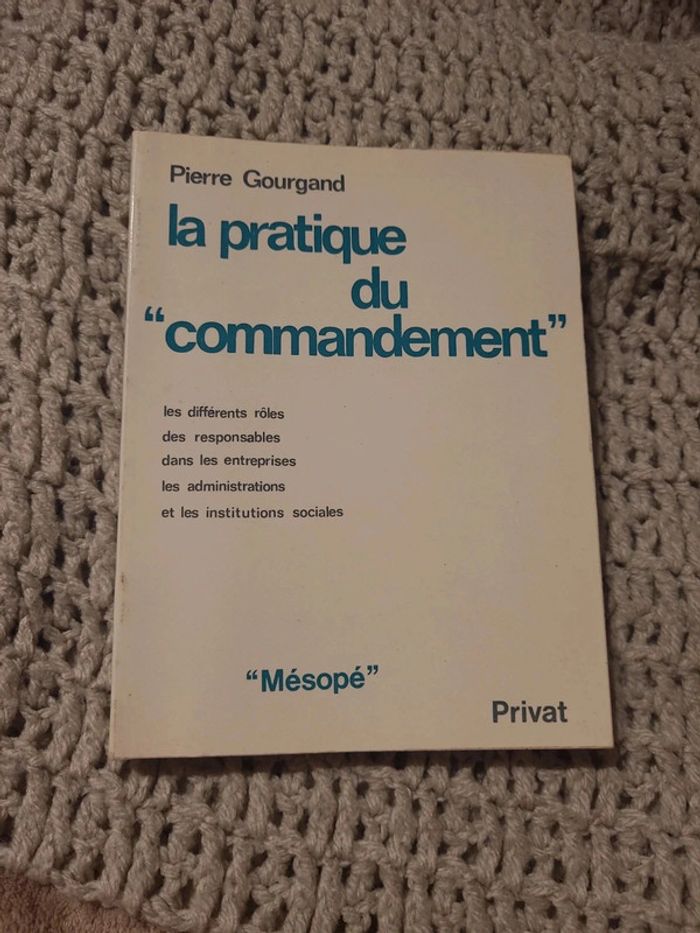 Pierre Gourgand
la pratique
du
“commandement”
les différents rôles
des responsables
dans les entreprises
les administrations
et les institutions sociales
“Mésopé”
Privat